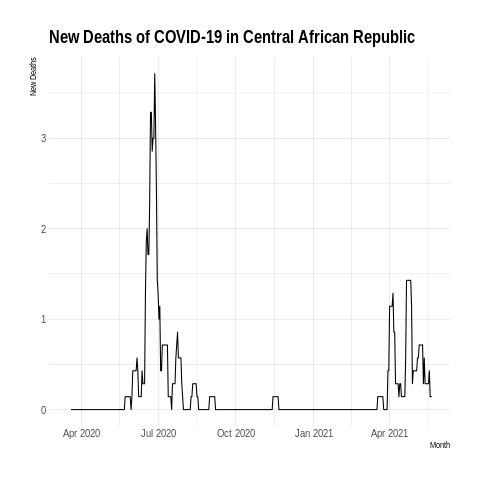 New Deaths of COVID-19 in Central African Republic
New Deaths
3
2
1
0
Apr 2020 Jul 2020 Oct 2020 Jan 2021 Apr 2021
Month